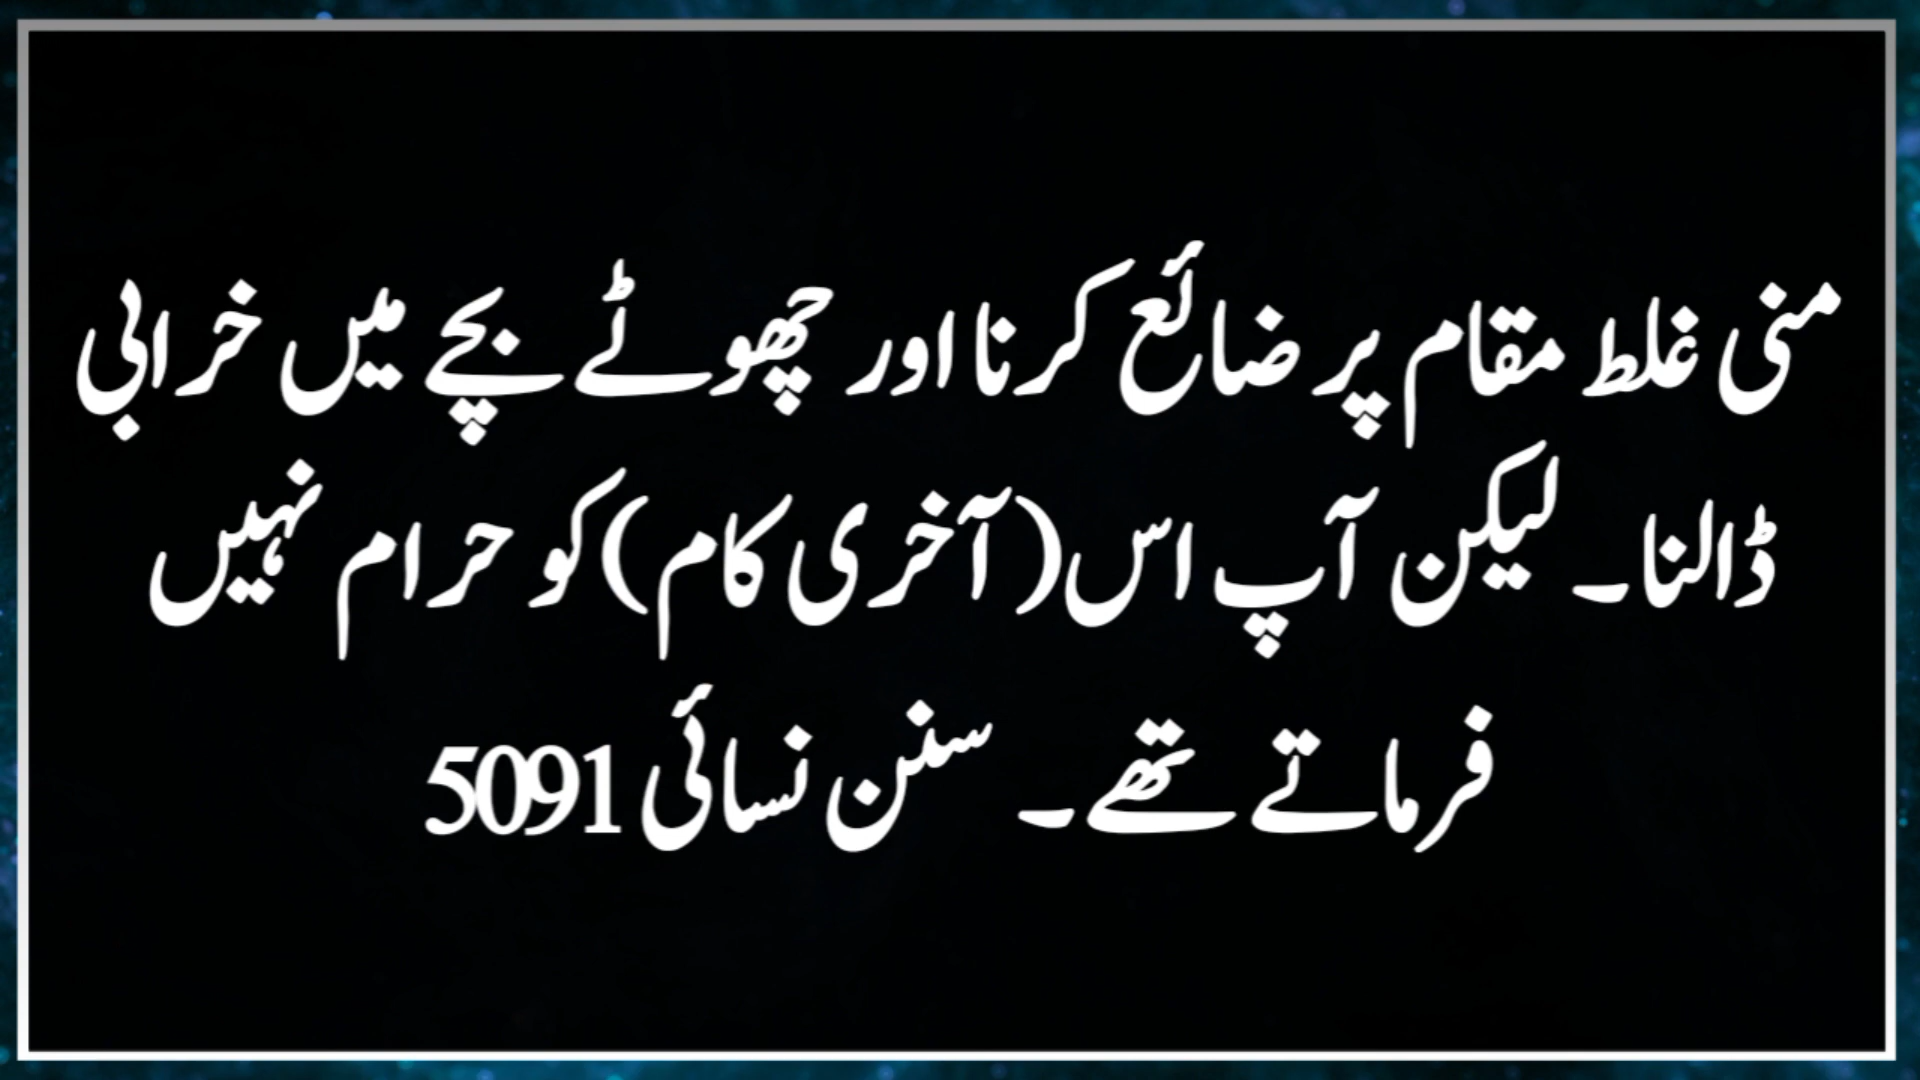 منی غلط مقام پر ضائع کرنا اور چھوٹے بچے میں خرابی
ڈالنا۔ لیکن آپ اس (آخری کام) کو حرام نہیں
فرماتے تھے۔ سنن نسائی 5091